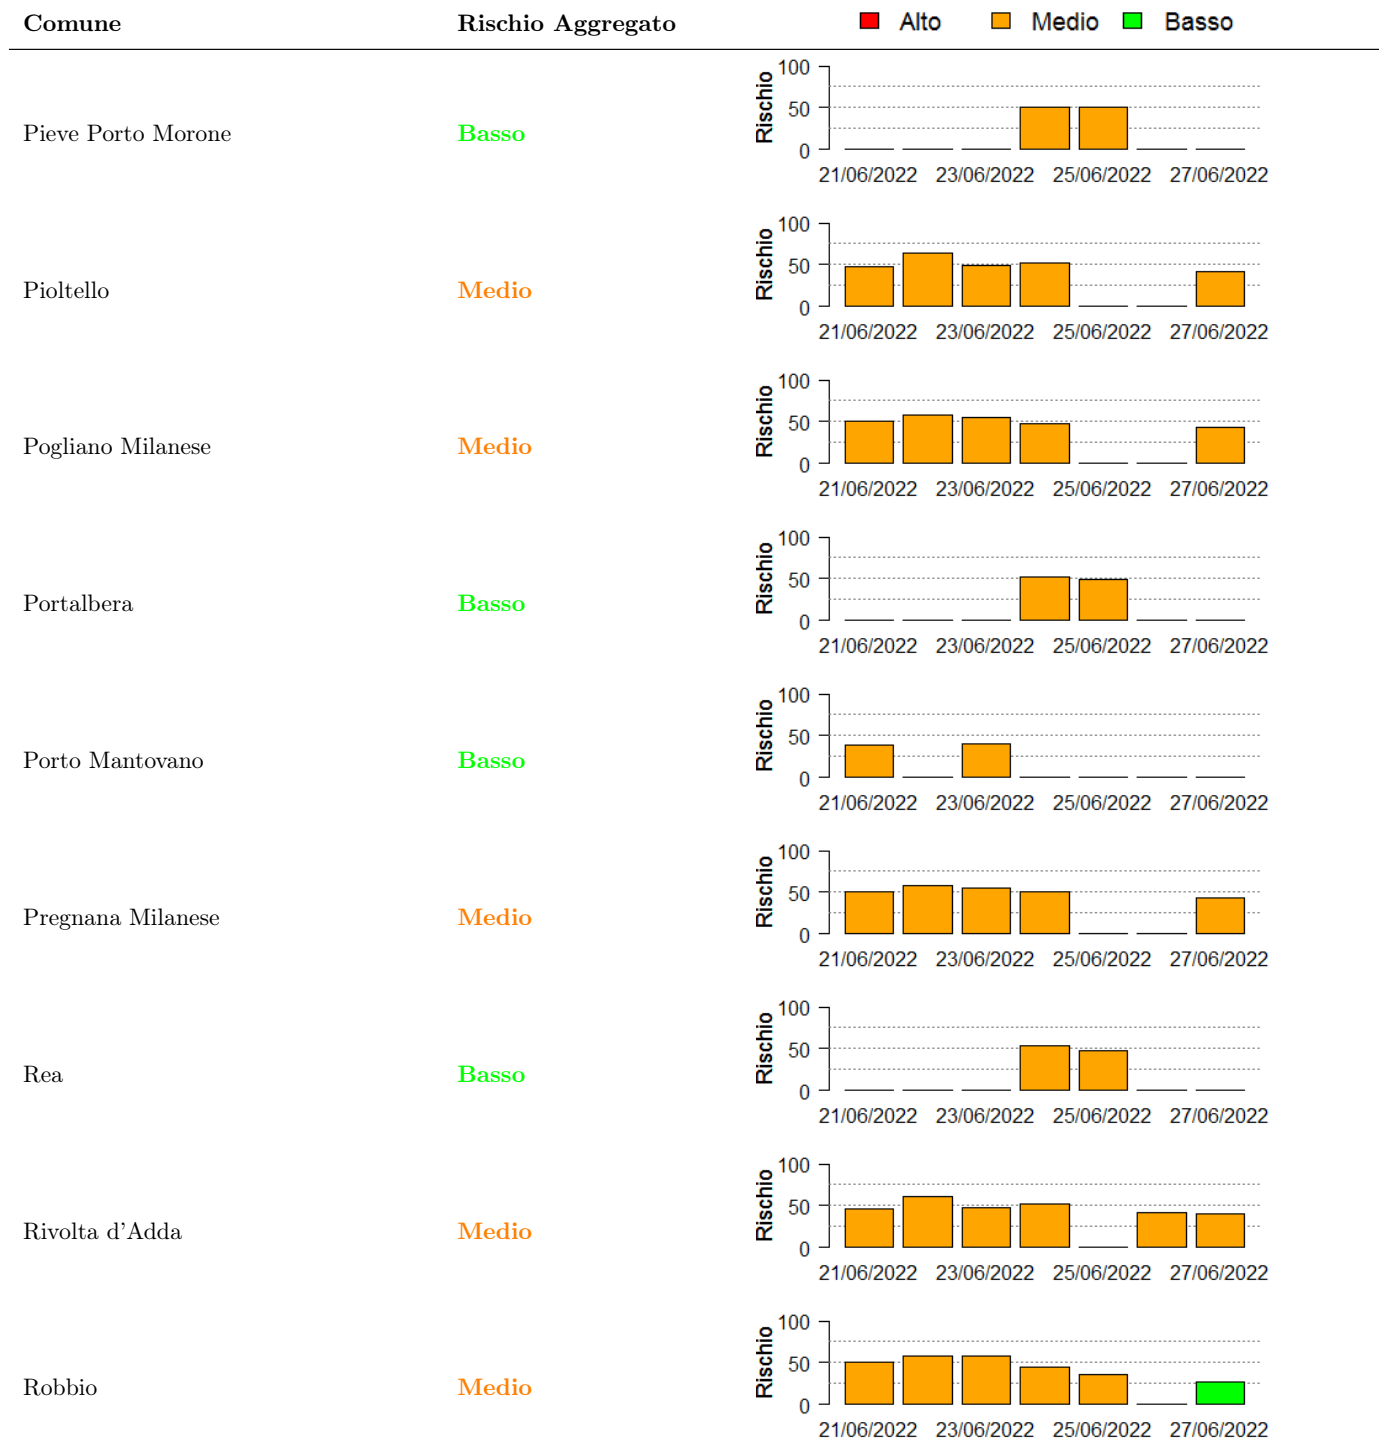 Comune Rischio Aggregato Alto Medio Basso
100
50
0
Rischio
Pieve Porto Morone Basso
21/06/2022 23/06/2022 25/06/2022 27/06/2022
100
50
0
Rischio
Pioltello Medio
21/06/2022 23/06/2022 25/06/2022 27/06/2022
100
50
0
Rischio
Pogliano Milanese Medio
21/06/2022 23/06/2022 25/06/2022 27/06/2022
100
50
0
Rischio
Portalbera Basso
21/06/2022 23/06/2022 25/06/2022 27/06/2022
100
50
0
Rischio
Porto Mantovano Basso
21/06/2022 23/06/2022 25/06/2022 27/06/2022
100
50
0
Rischio
Pregnana Milanese Medio
21/06/2022 23/06/2022 25/06/2022 27/06/2022
100
50
0
Rischio
Rea Basso
21/06/2022 23/06/2022 25/06/2022 27/06/2022
100
50
0
Rischio
Rivolta d'Adda Medio
21/06/2022 23/06/2022 25/06/2022 27/06/2022
100
50
0
Rischio
Robbio Medio
21/06/2022 23/06/2022 25/06/2022 27/06/2022